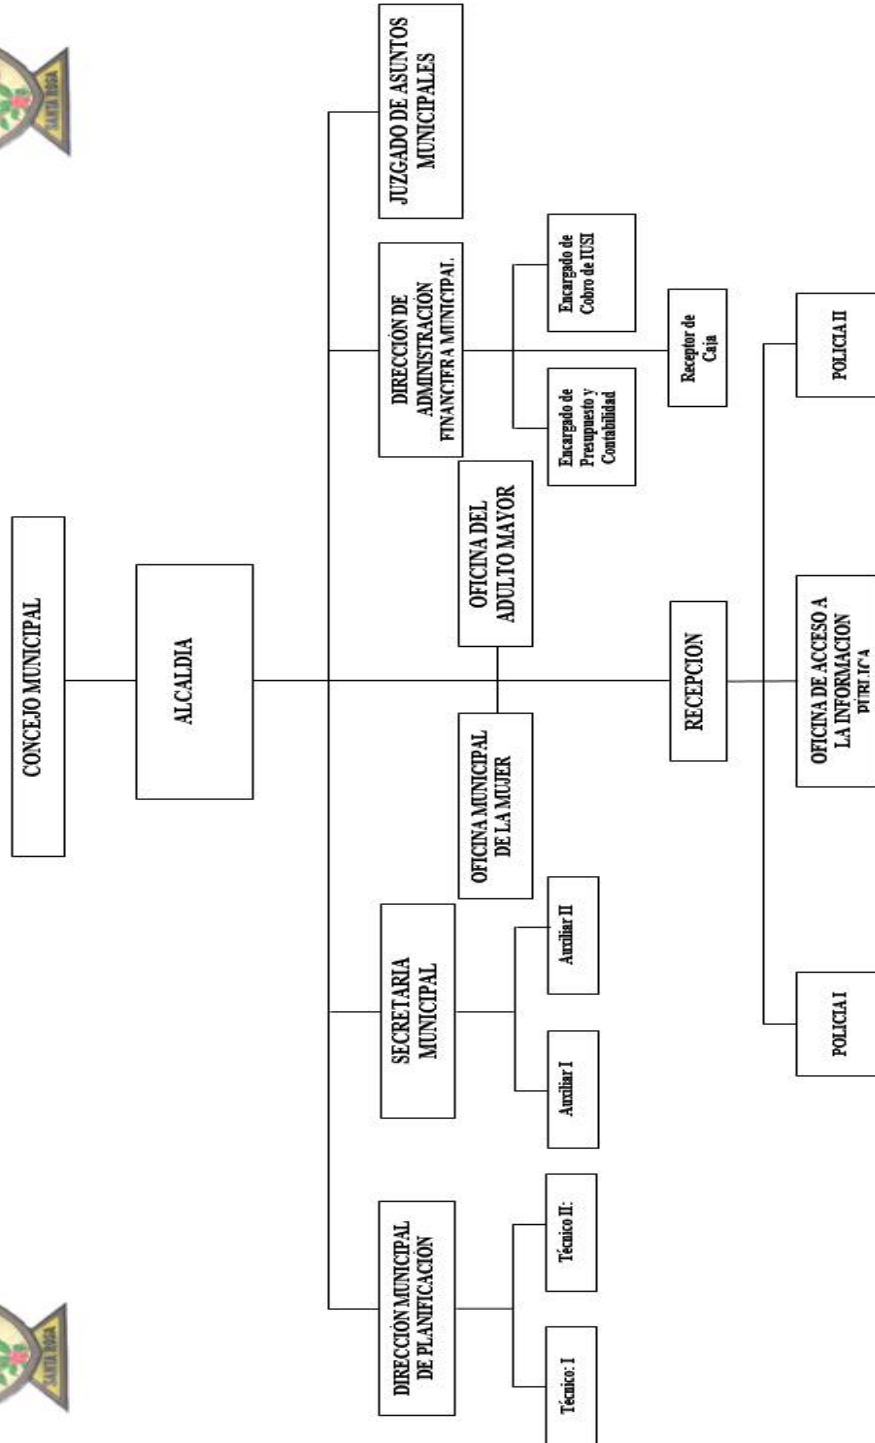 SANTA ROSA
SANTA ROSA
CONCEJO MUNICIPAL
ALCALDIA
DIRECCIÓN MUNICIPAL
DE PLANIFICACIÓN
SECRETARIA
MUNICIPAL
DIRECCIÓN DE
ADMINISTRACIÓN
FINANCIERA MUNICIPAL
JUZGADO DE ASUNTOS
MUNICIPALES
OFICINA MUNICIPAL
DE LA MUJER
OFICINA DEL
ADULTO MAYOR
Técnico: I
Técnico II:
Auxiliar I
Auxiliar II
Encargado de
Presupuesto y
Contabilidad
Encargado de
Cobro de IUSI
RECEPCION
Receptor de
Caja
POLICIA I
OFICINA DE ACCESO A
LA INFORMACION
PÚBLICA
POLICIA II